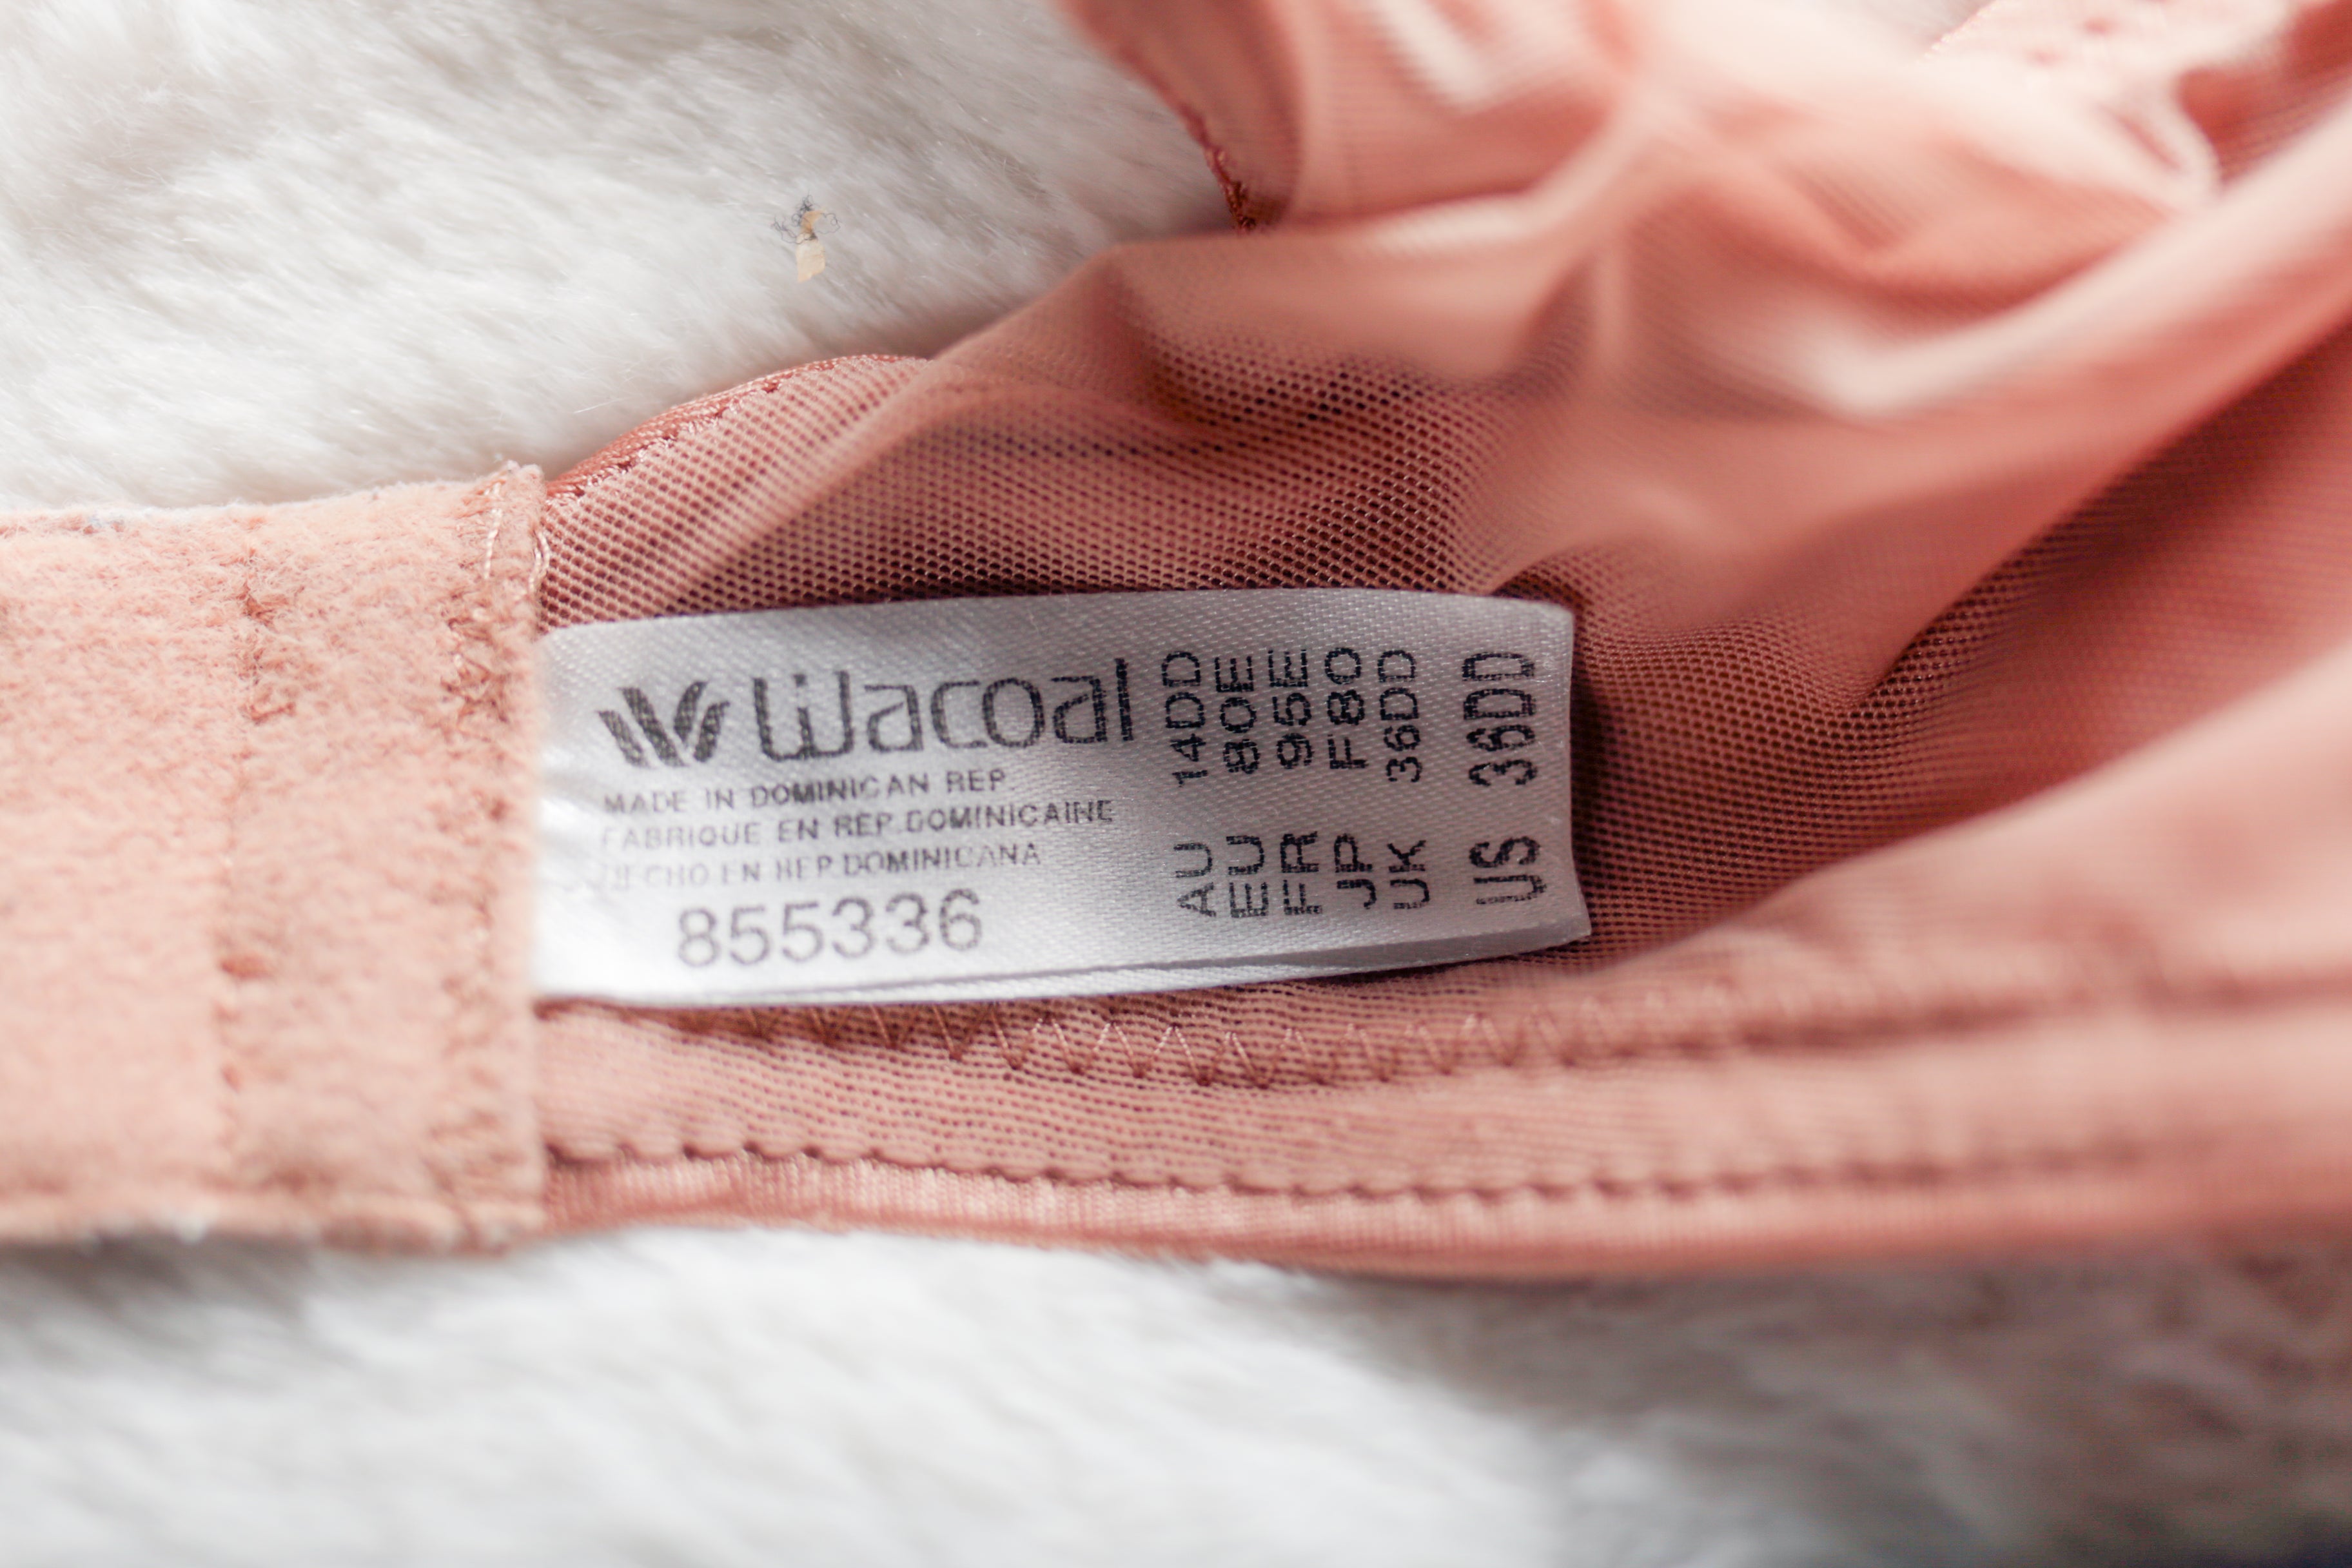 Wacoal
MADE IN DOMINICAN REP.
FABRIQUE EN REP.DOMINICAINE
HECHO EN REP.DOMINICANA
855336
AU 14DD
EU 80E
FR 95E
JP F80
UK 36DD
US 36DD